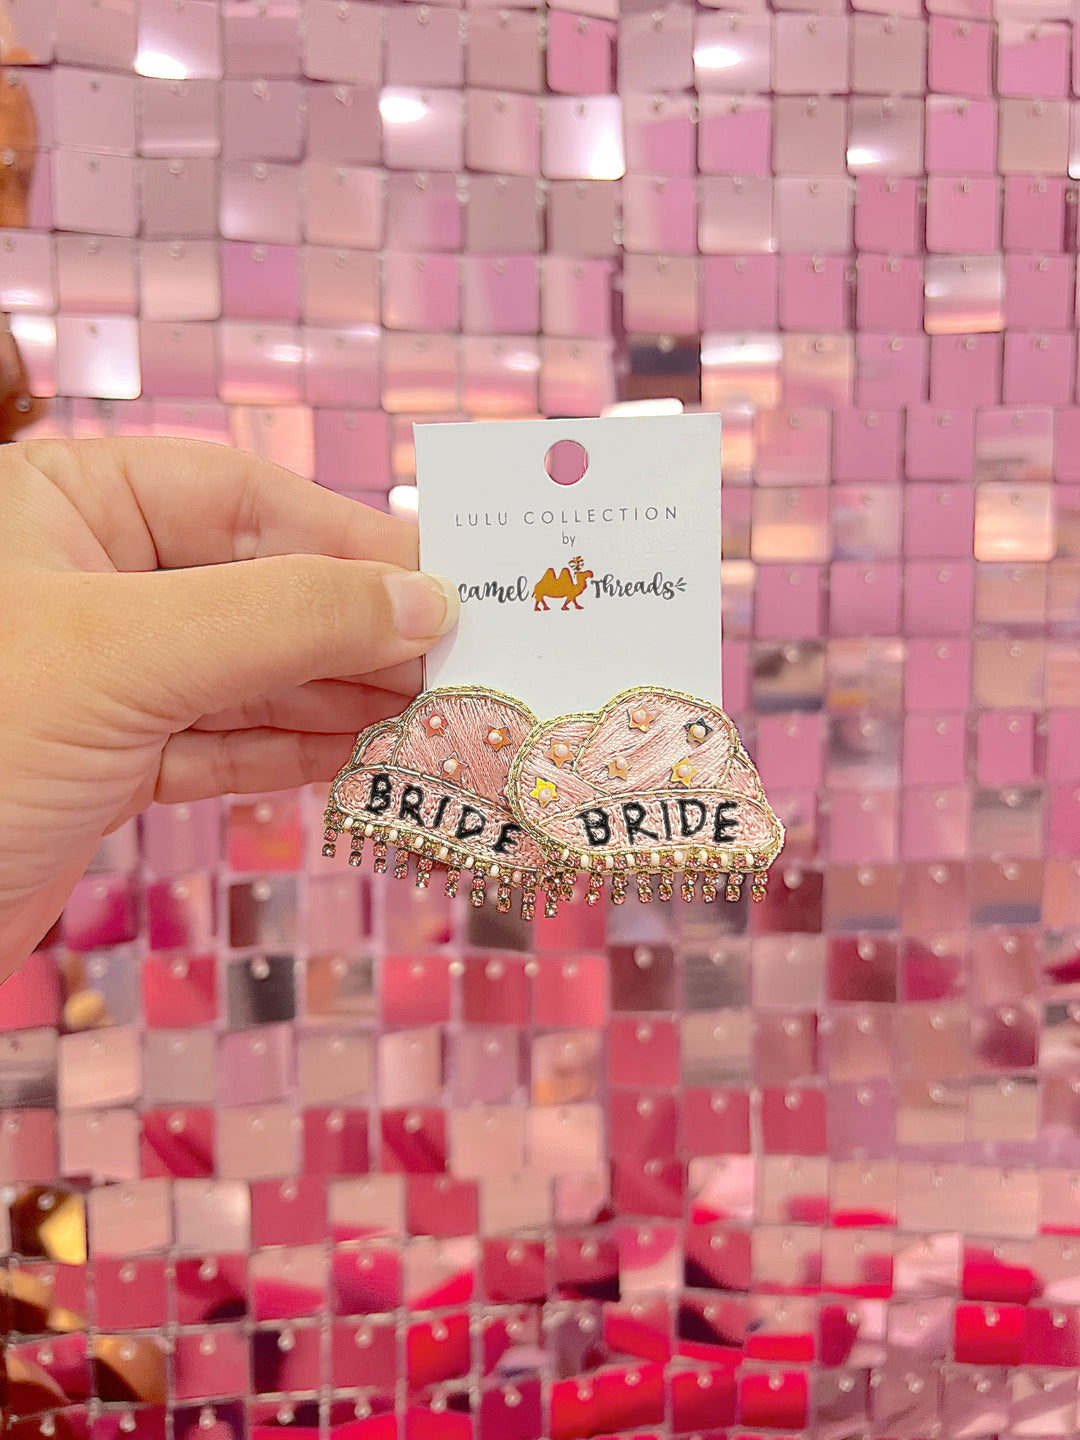 LULU COLLECTION
by
camel Threads
BRIDE
BRIDE